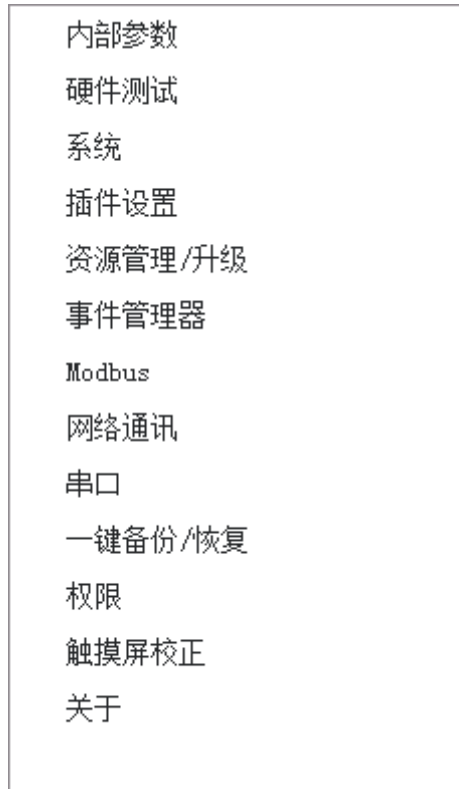 内部参数
硬件测试
系统
插件设置
资源管理/升级
事件管理器
Modbus
网络通讯
串口
一键备份/恢复
权限
触摸屏校正
关于